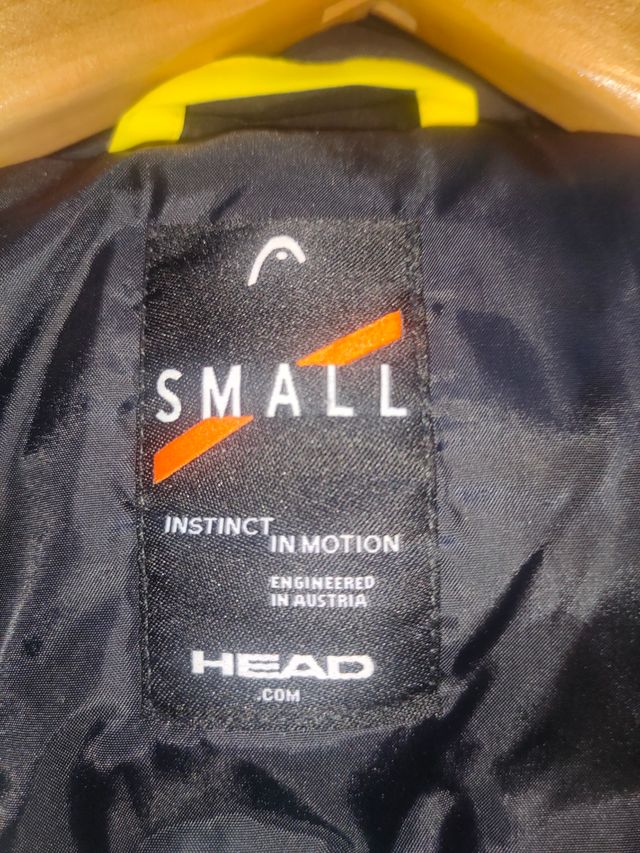 SMALL
INSTINCT
IN MOTION
ENGINEERED
IN AUSTRIA
HEAD
.COM